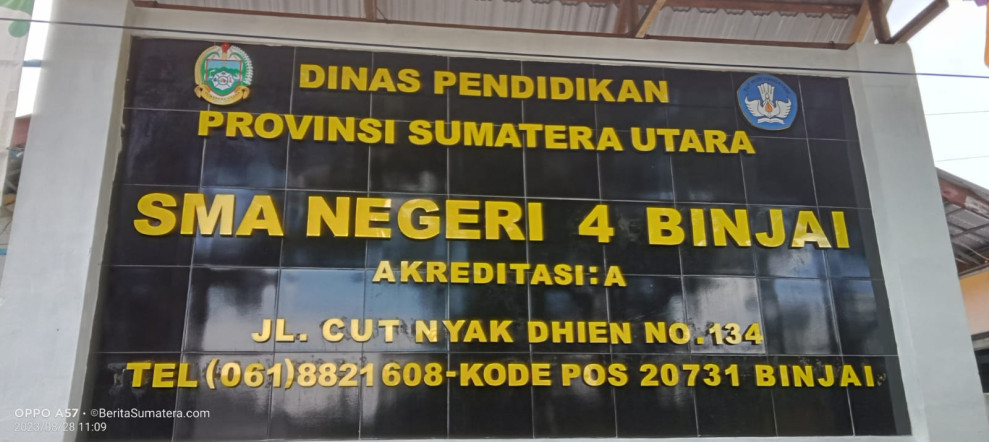 DINAS PENDIDIKAN
PROVINSI SUMATERA UTARA
SMA NEGERI 4 BINJAI
AKREDITASI: A
JL. CUT NYAK DHIEN NO. 134
TEL (061)8821608-KODE POS 20731 BINJAI
OPPO A57 • ©BeritaSumatera.com
2023-08-28 11:09